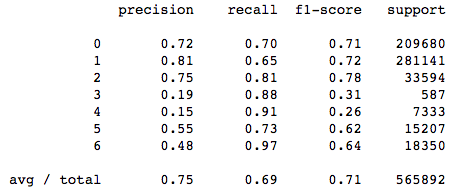 precision recall f1-score support
0 0.72 0.70 0.71 209680
1 0.81 0.65 0.72 281141
2 0.75 0.81 0.78 33594
3 0.19 0.88 0.31 587
4 0.15 0.91 0.26 7333
5 0.55 0.73 0.62 15207
6 0.48 0.97 0.64 18350
avg / total 0.75 0.69 0.71 565892